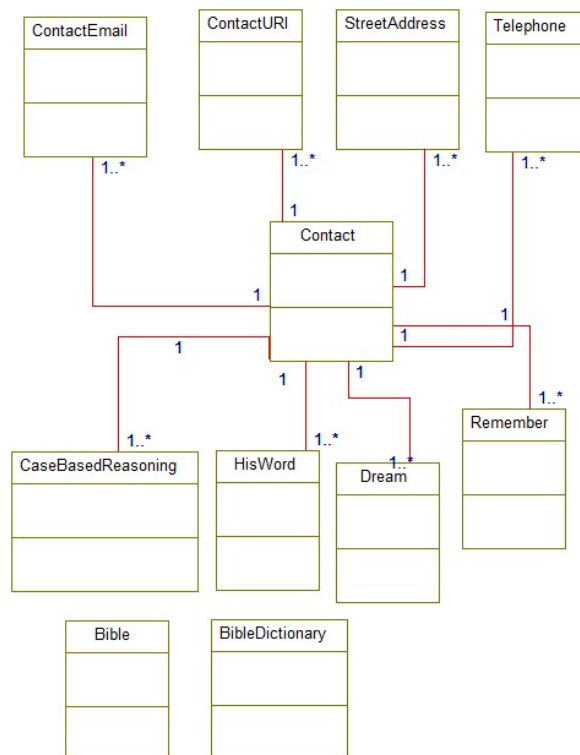 ContactEmail
ContactURI
StreetAddress
Telephone
1..*
1..*
1..*
1..*
1
Contact
1
1
1
1
1
1
1
1..*
1..*
1..*
1..*
CaseBasedReasoning
HisWord
Dream
Remember
Bible
BibleDictionary